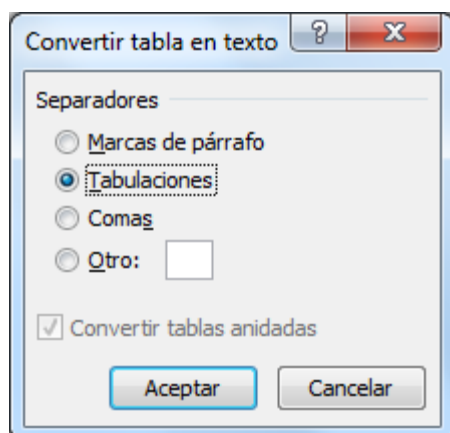 Convertir tabla en texto
Separadores
Marcas de párrafo
Tabulaciones
Comas
Otro:
Convertir tablas anidadas
Aceptar Cancelar